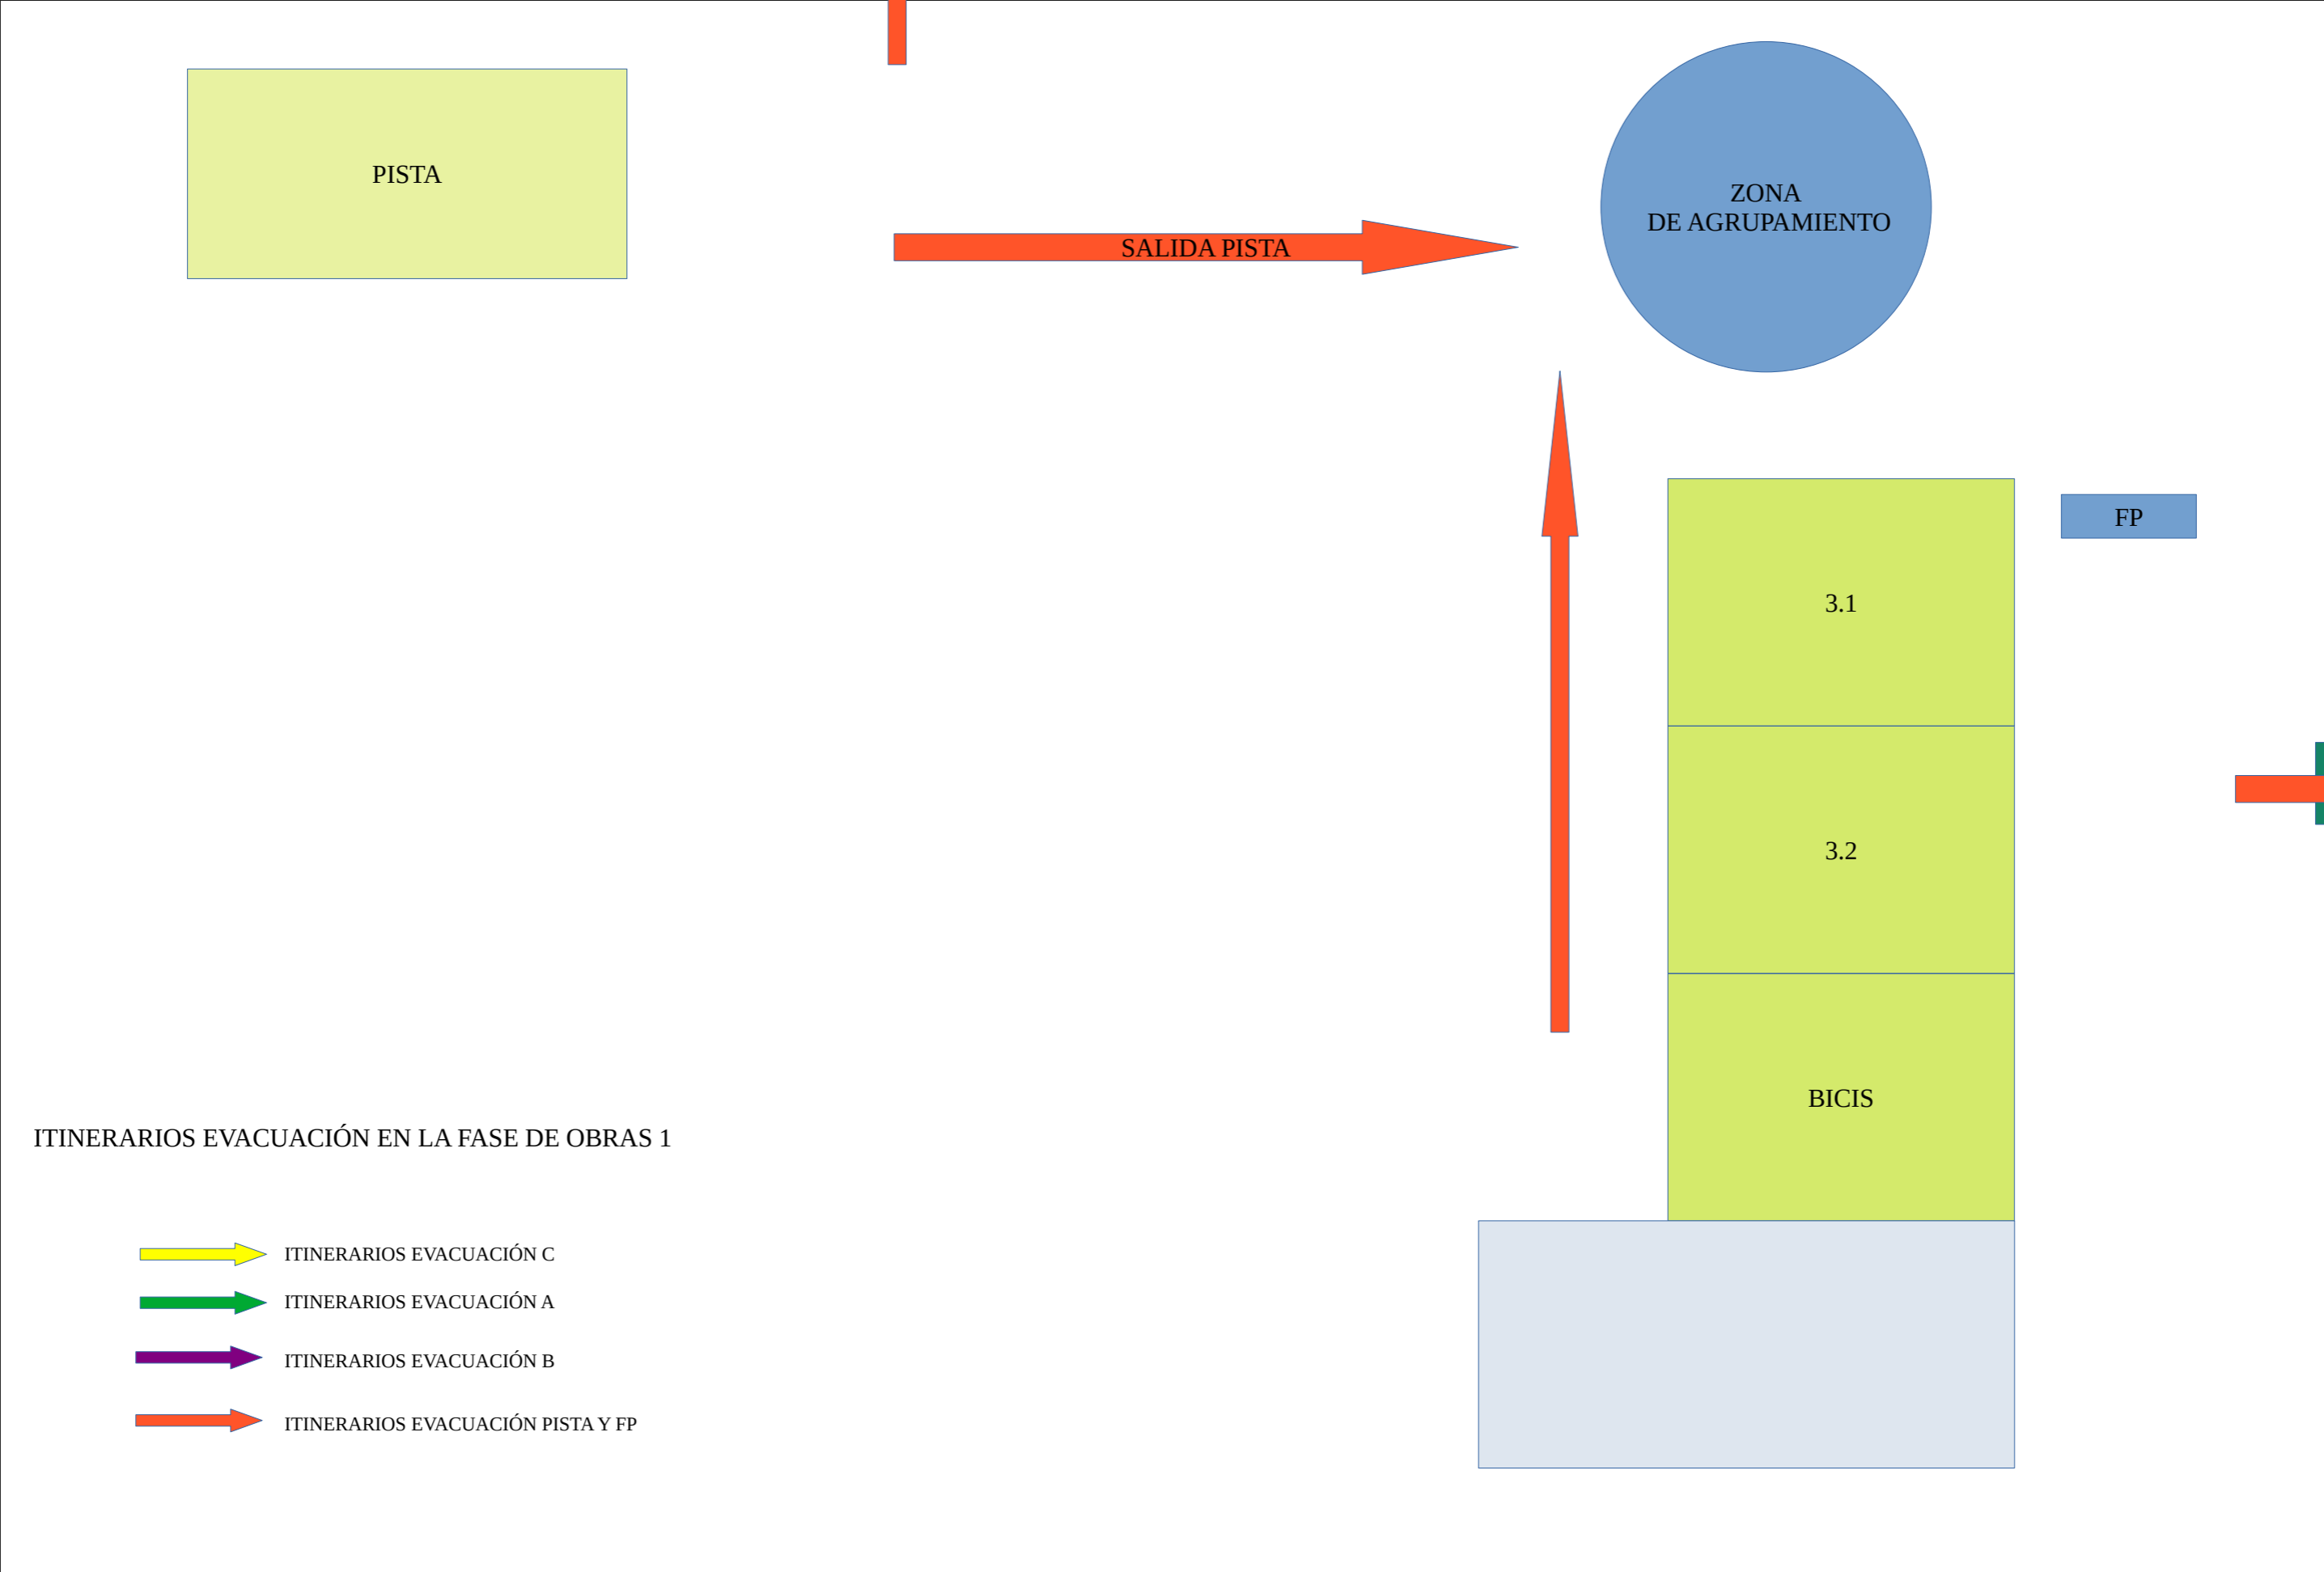 PISTA
SALIDA PISTA
ZONA
DE AGRUPAMIENTO
FP
3.1
3.2
BICIS
ITINERARIOS EVACUACIÓN EN LA FASE DE OBRAS 1
ITINERARIOS EVACUACIÓN C
ITINERARIOS EVACUACIÓN A
ITINERARIOS EVACUACIÓN B
ITINERARIOS EVACUACIÓN PISTA Y FP